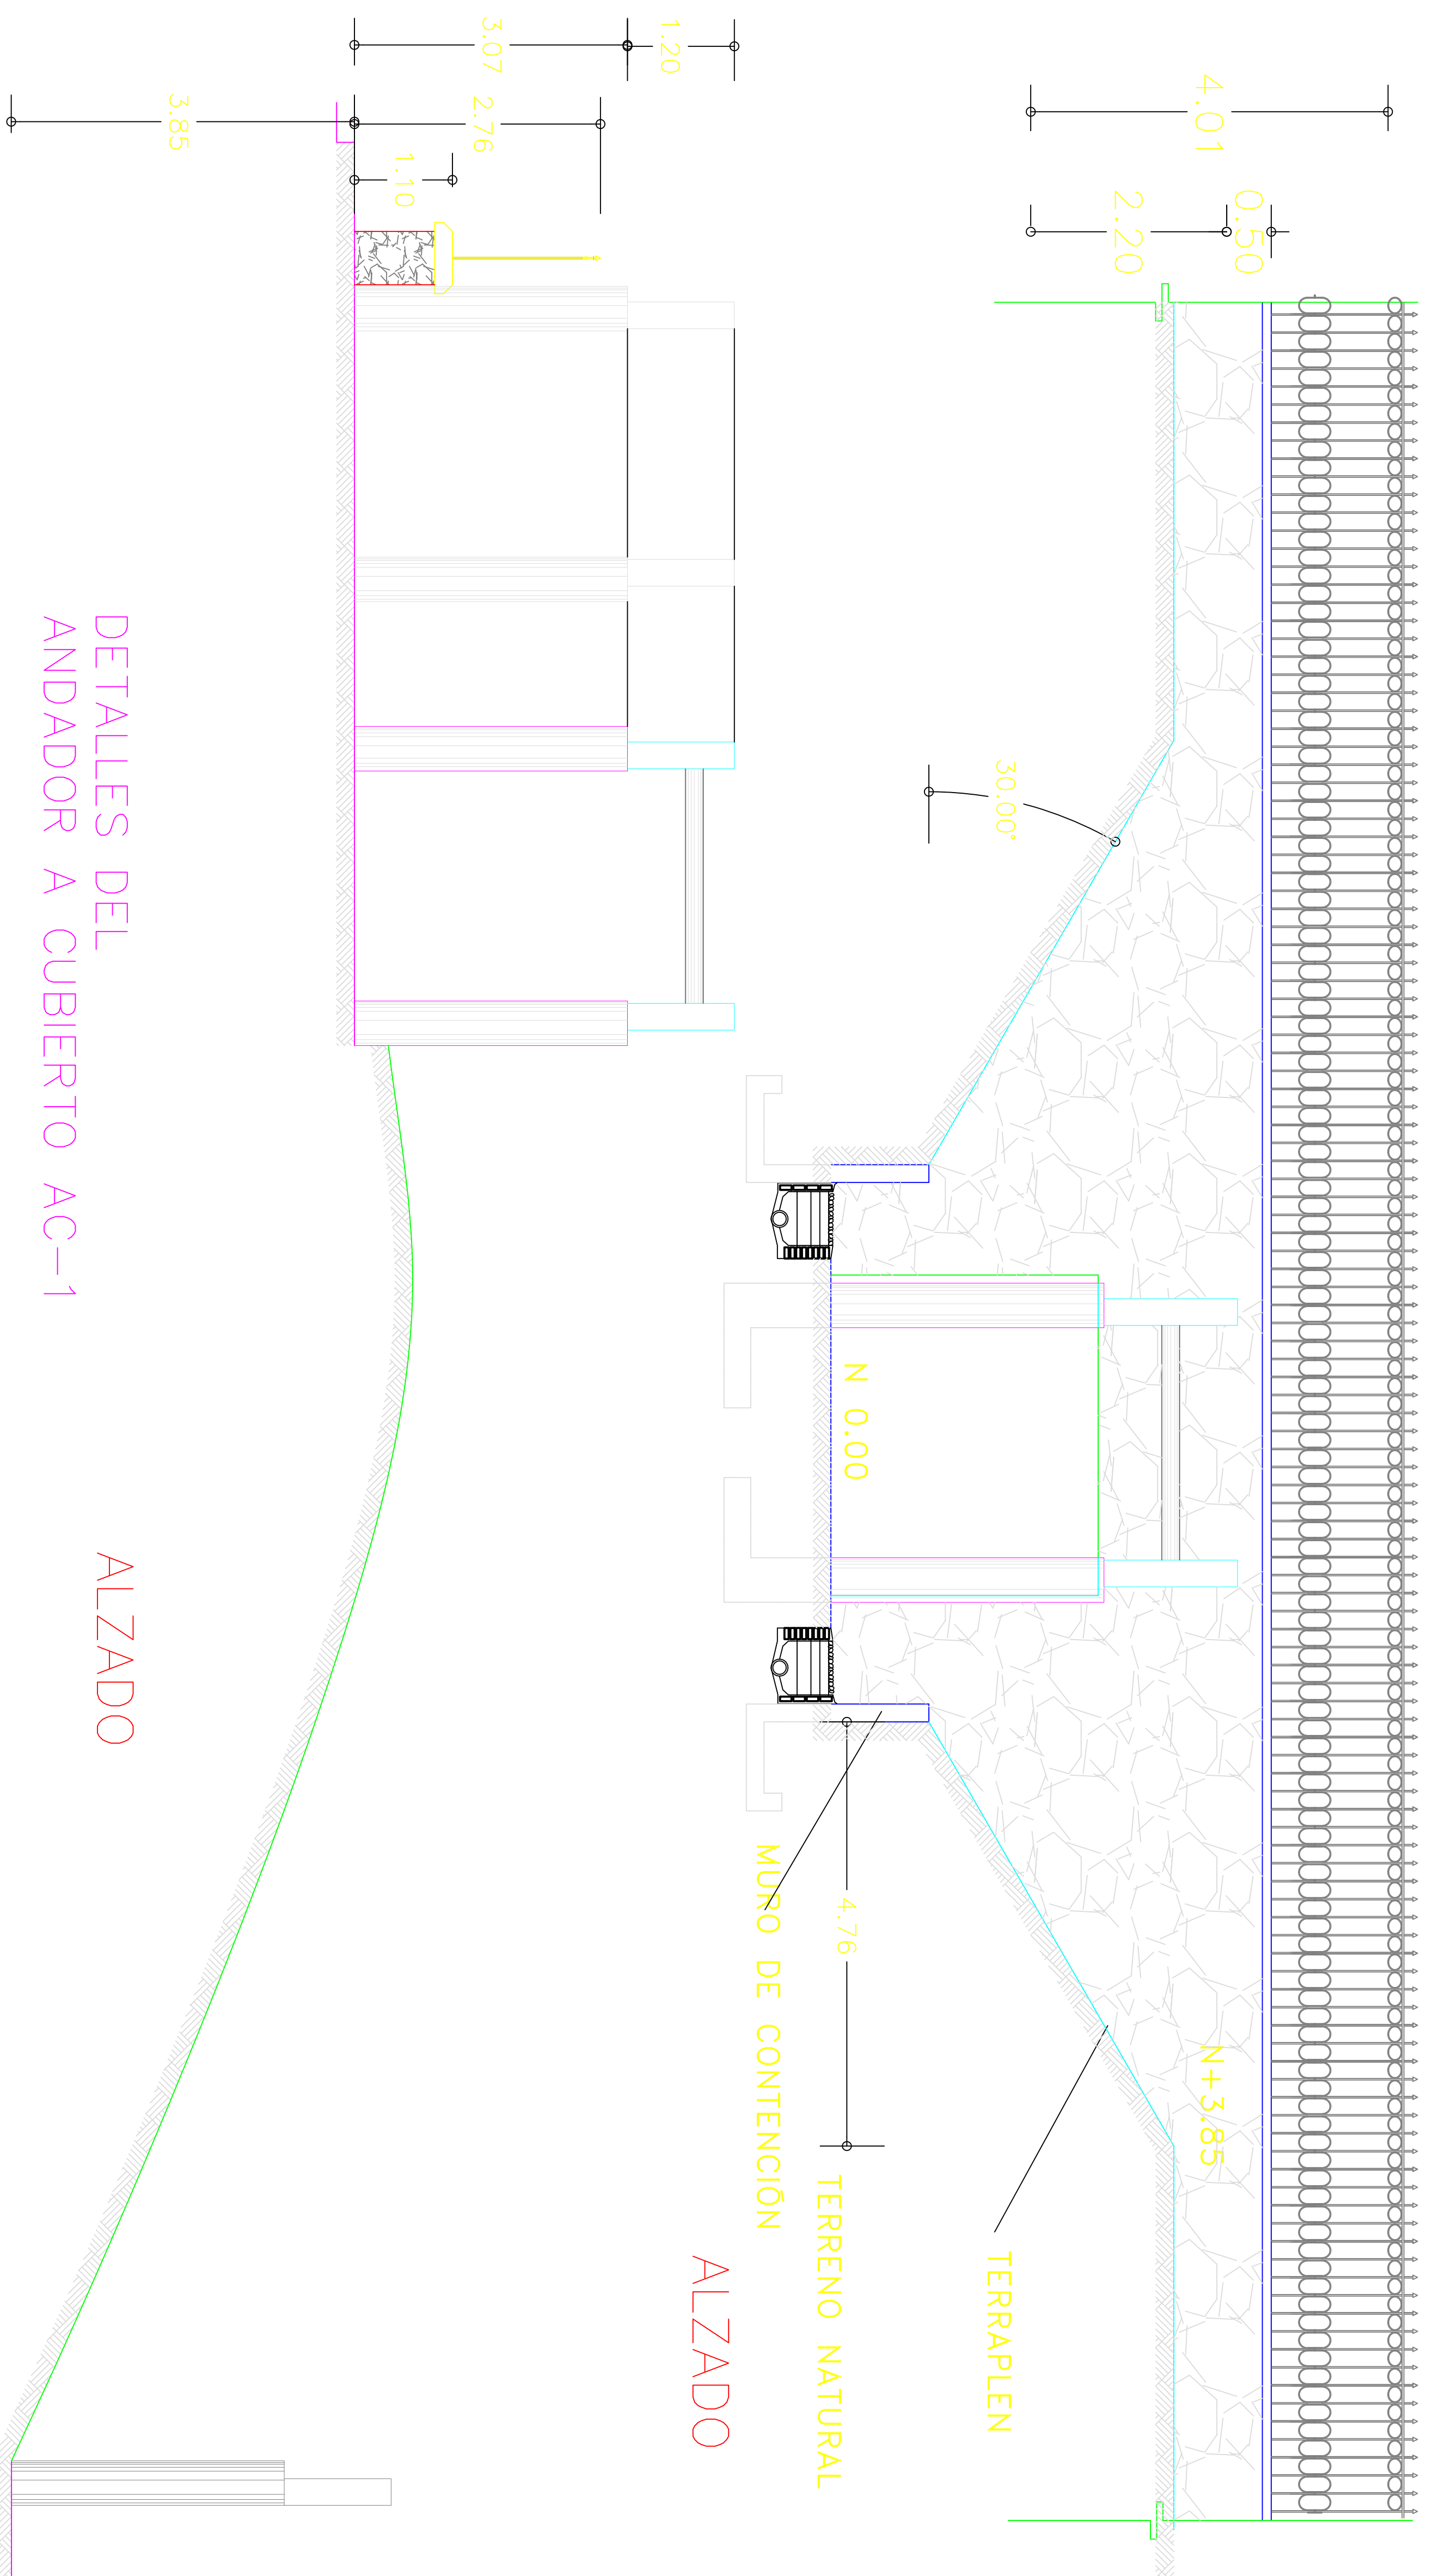 4.01
0.50
2.20
30.00°
N+3.85
N 0.00
4.76
TERRAPLEN
TERRENO NATURAL
MURO DE CONTENCIÓN
ALZADO
1.20
3.07
2.76
1.10
3.85
DETALLES DEL
ANDADOR A CUBIERTO AC-1
ALZADO